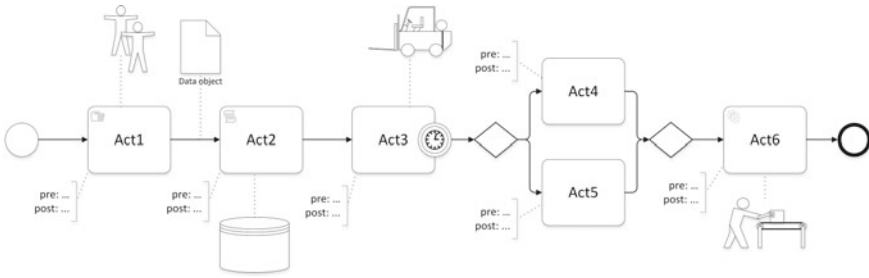 Data object
pre: ...
post: ...
Act4
Act1
Act2
Act3
Act6
pre: ...
post: ...
pre: ...
post: ...
pre: ...
post: ...
Act5
pre: ...
post: ...
pre: ...
post: ...